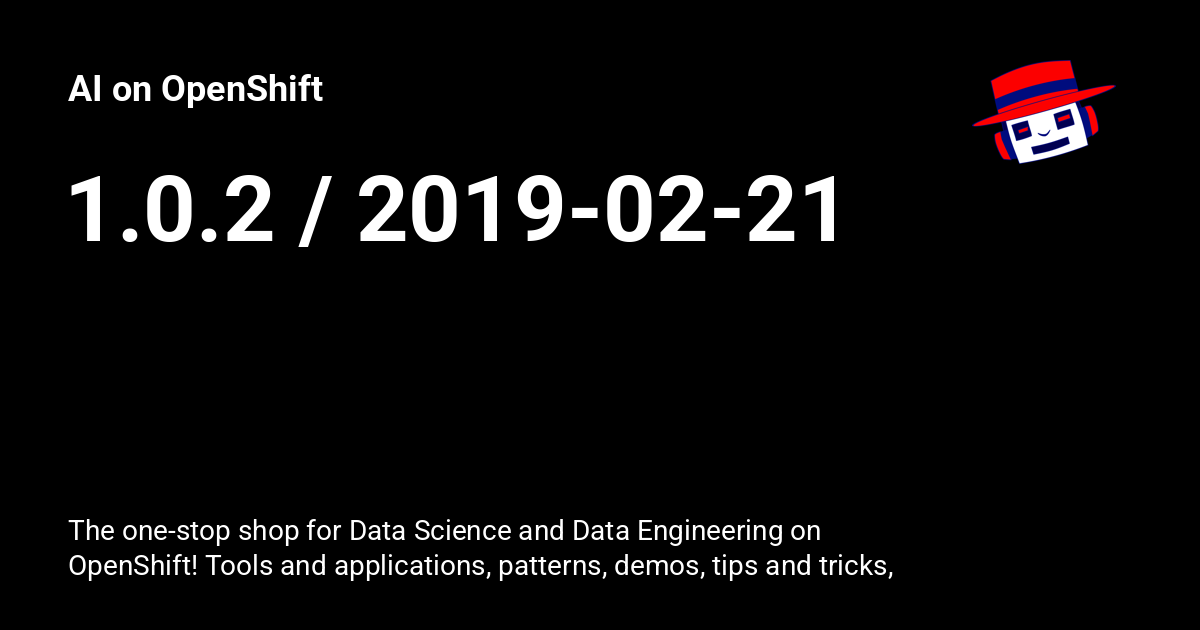 AI on OpenShift
1.0.2 / 2019-02-21
The one-stop shop for Data Science and Data Engineering on
OpenShift! Tools and applications, patterns, demos, tips and tricks,